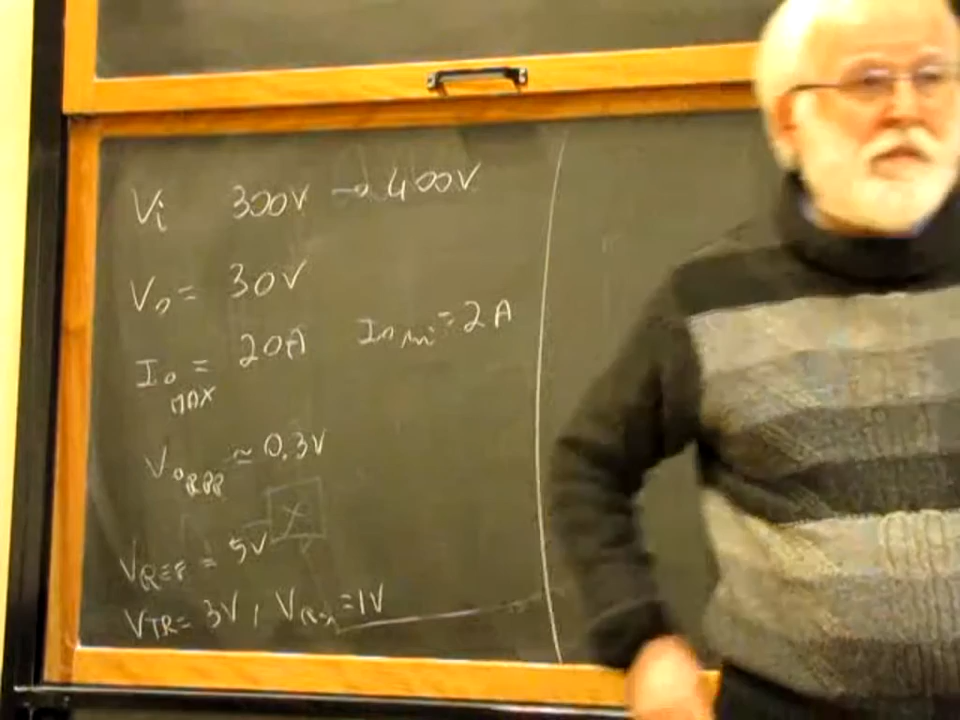 Vi 300V → 400V
Vo = 30V
Io MAX = 20A Io min = 2A
Vo RPP ≃ 0.3V
VREF = 5V
VTR = 3V, = 1V